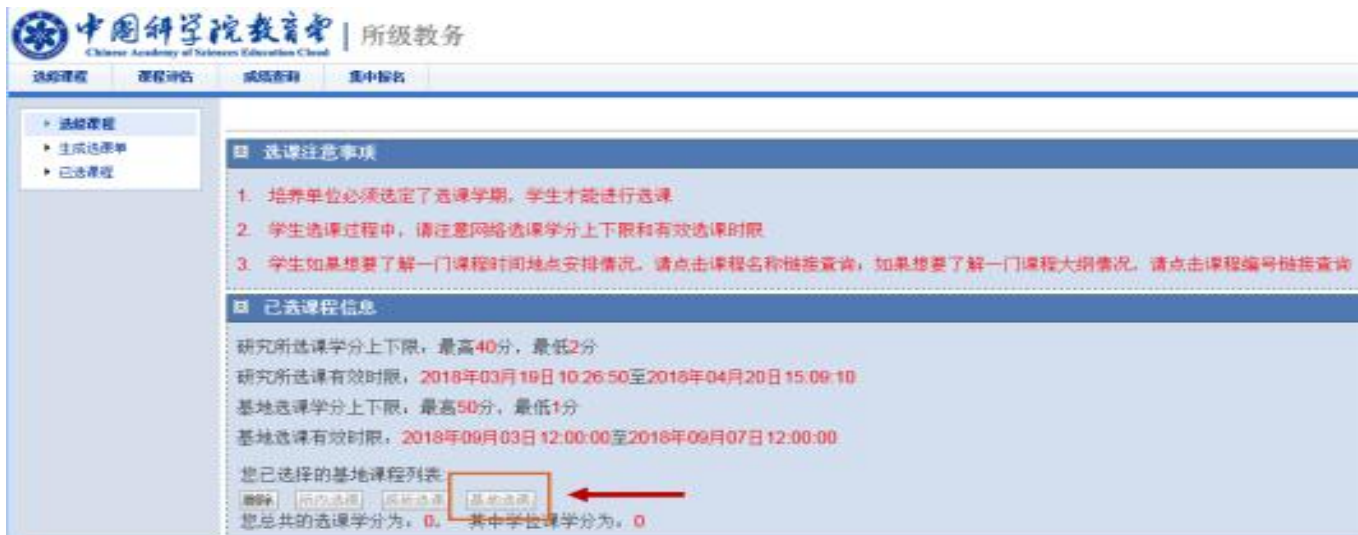 中国科学院教育云 | 所级教务
Chinese Academy of Sciences Education Cloud
选修课程 课程评估 成绩查询 集中报名
选修课程
生成选课单
已选课程
选课注意事项
1. 培养单位必须选定了选课学期，学生才能进行选课
2. 学生选课过程中，请注意网络选课学分上下限和有效选课时限
3. 学生如果想要了解一门课程时间地点安排情况，请点击课程名称链接查询；如果想要了解一门课程大纲情况，请点击课程编号链接查询
已选课程信息
研究所选课学分上下限，最高40分，最低2分
研究所选课有效时限，2018年03月19日10:26:50至2018年04月20日15:09:10
基地选课学分上下限，最高50分，最低1分
基地选课有效时限，2018年09月03日12:00:00至2018年09月07日12:00:00
您已选择的基地课程列表
删除 所内选课 跨所选课 基地选课
您总共的选课学分为，0， 其中学位课学分为，0